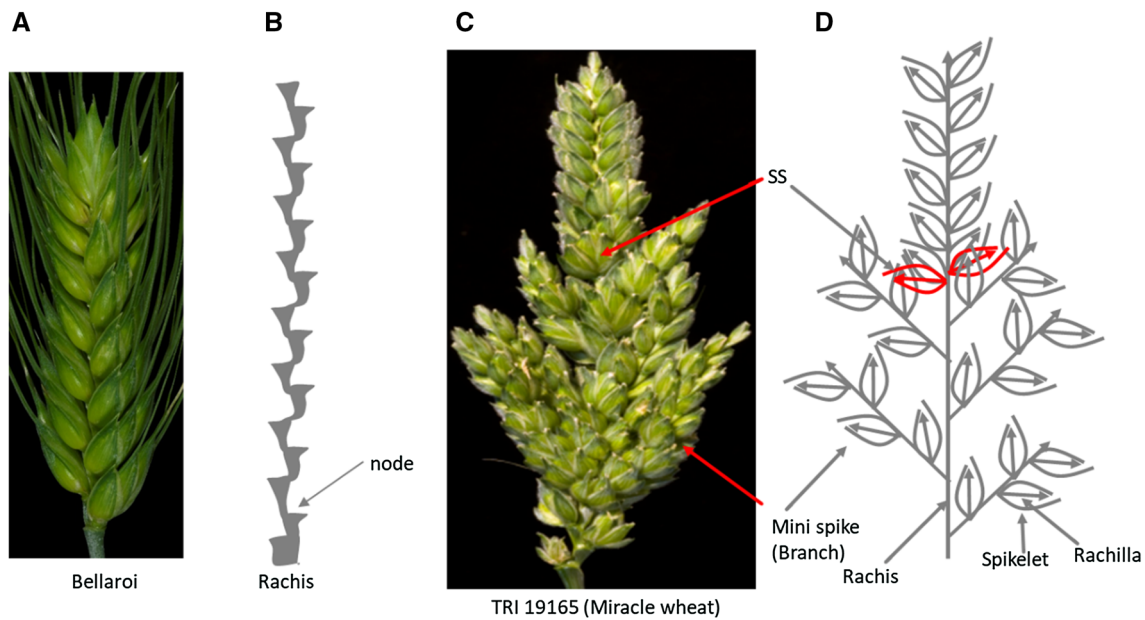 A
B
C
D
SS
node
Mini spike
(Branch)
Rachis
Spikelet
Rachilla
Bellaroi
Rachis
TRI 19165 (Miracle wheat)